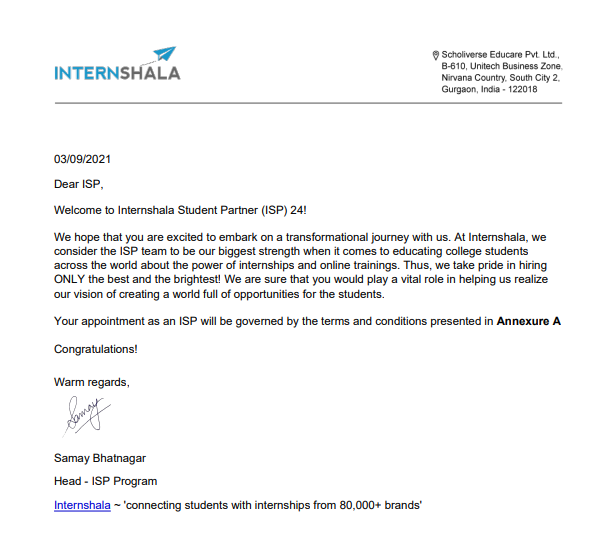 INTERNSHALA
Scholiverse Educare Pvt. Ltd.,
B-610, Unitech Business Zone,
Nirvana Country, South City 2,
Gurgaon, India - 122018
03/09/2021
Dear ISP,
Welcome to Internshala Student Partner (ISP) 24!
We hope that you are excited to embark on a transformational journey with us. At Internshala, we
consider the ISP team to be our biggest strength when it comes to educating college students
across the world about the power of internships and online trainings. Thus, we take pride in hiring
ONLY the best and the brightest! We are sure that you would play a vital role in helping us realize
our vision of creating a world full of opportunities for the students.
Your appointment as an ISP will be governed by the terms and conditions presented in Annexure A
Congratulations!
Warm regards,
Samay
Samay Bhatnagar
Head - ISP Program
Internshala ~ 'connecting students with internships from 80,000+ brands'